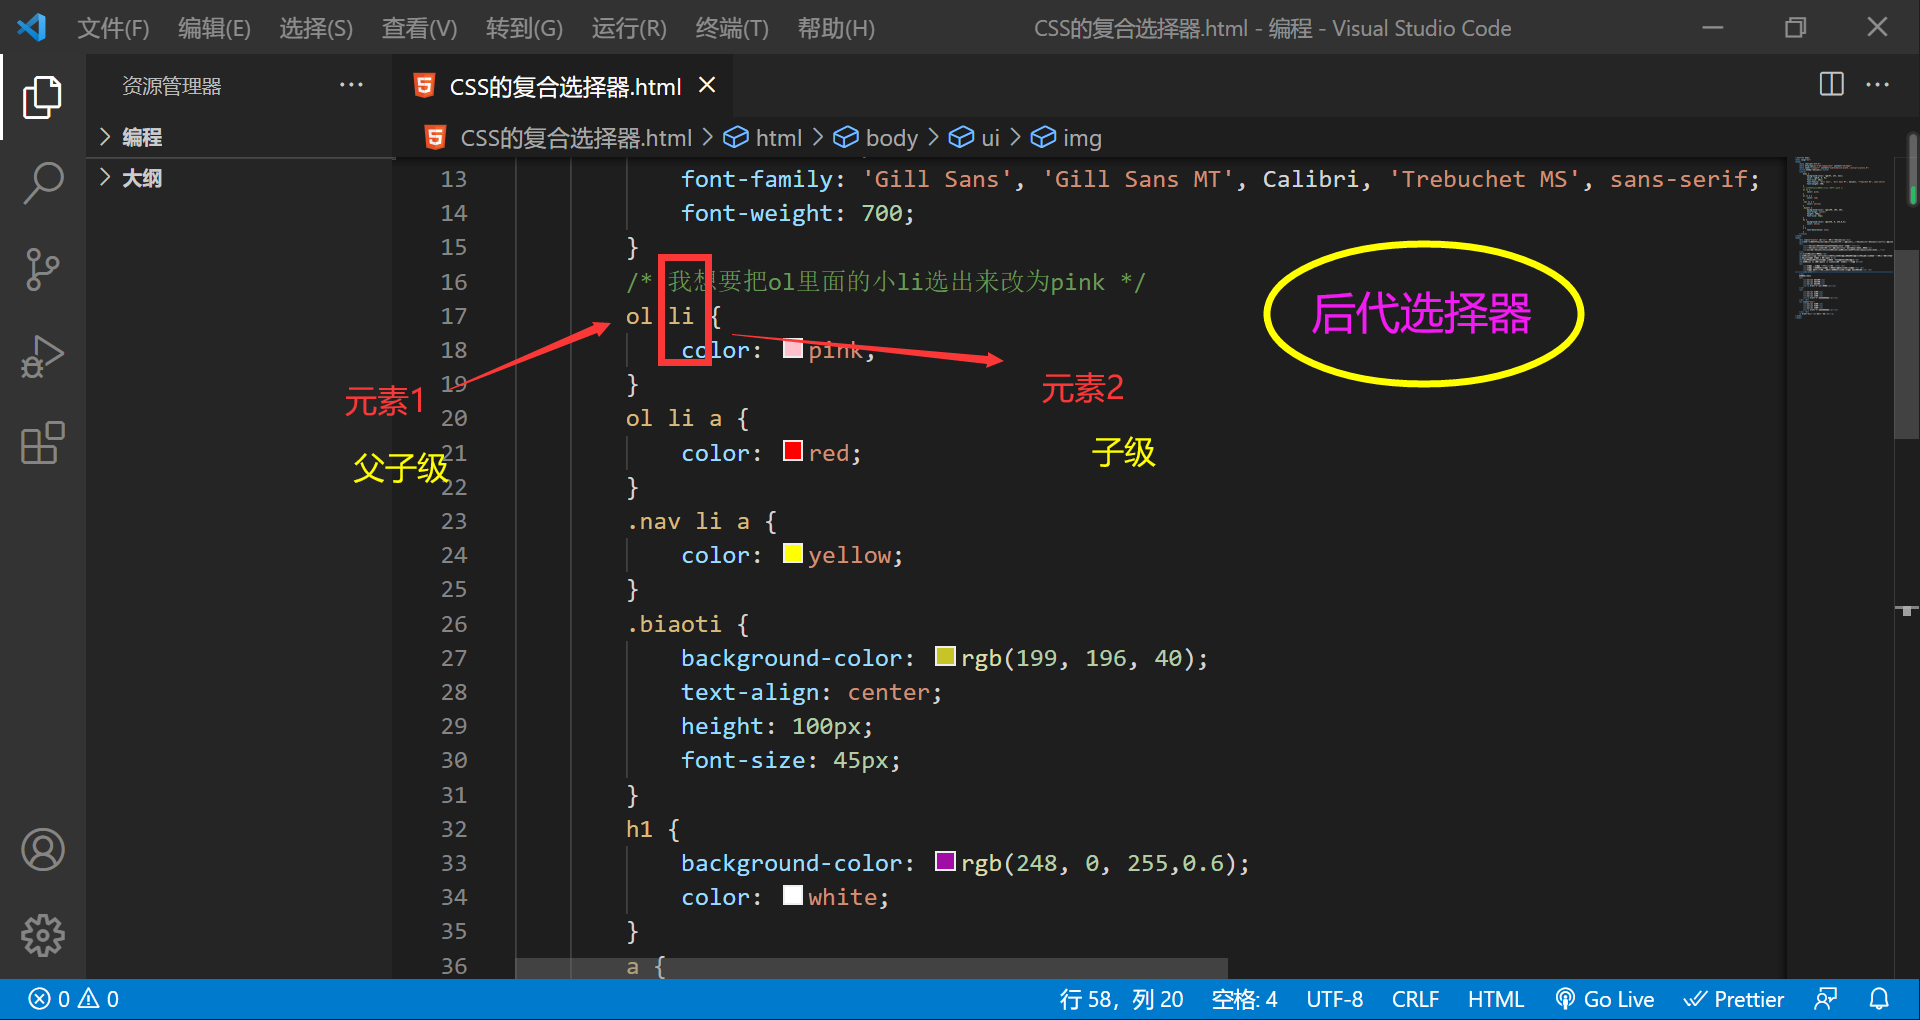 文件(F) 编辑(E) 选择(S) 查看(V) 转到(G) 运行(R) 终端(T) 帮助(H) CSS的复合选择器.html - 编程 - Visual Studio Code
资源管理器 ···
CSS的复合选择器.html
编程
大纲
CSS的复合选择器.html > html > body > ui > img
13 font-family: 'Gill Sans', 'Gill Sans MT', Calibri, 'Trebuchet MS', sans-serif;
14 font-weight: 700;
15 }
16 /* 我想要把ol里面的小li选出来改为pink */
17 ol li {
18 color: pink;
19 }
20 ol li a {
21 color: red;
22 }
23 .nav li a {
24 color: yellow;
25 }
26 .biaoti {
27 background-color: rgb(199, 196, 40);
28 text-align: center;
29 height: 100px;
30 font-size: 45px;
31 }
32 h1 {
33 background-color: rgb(248, 0, 255,0.6);
34 color: white;
35 }
36 a {
后代选择器
元素1
父子级
元素2
子级
0 0 行 58, 列 20 空格: 4 UTF-8 CRLF HTML Go Live Prettier